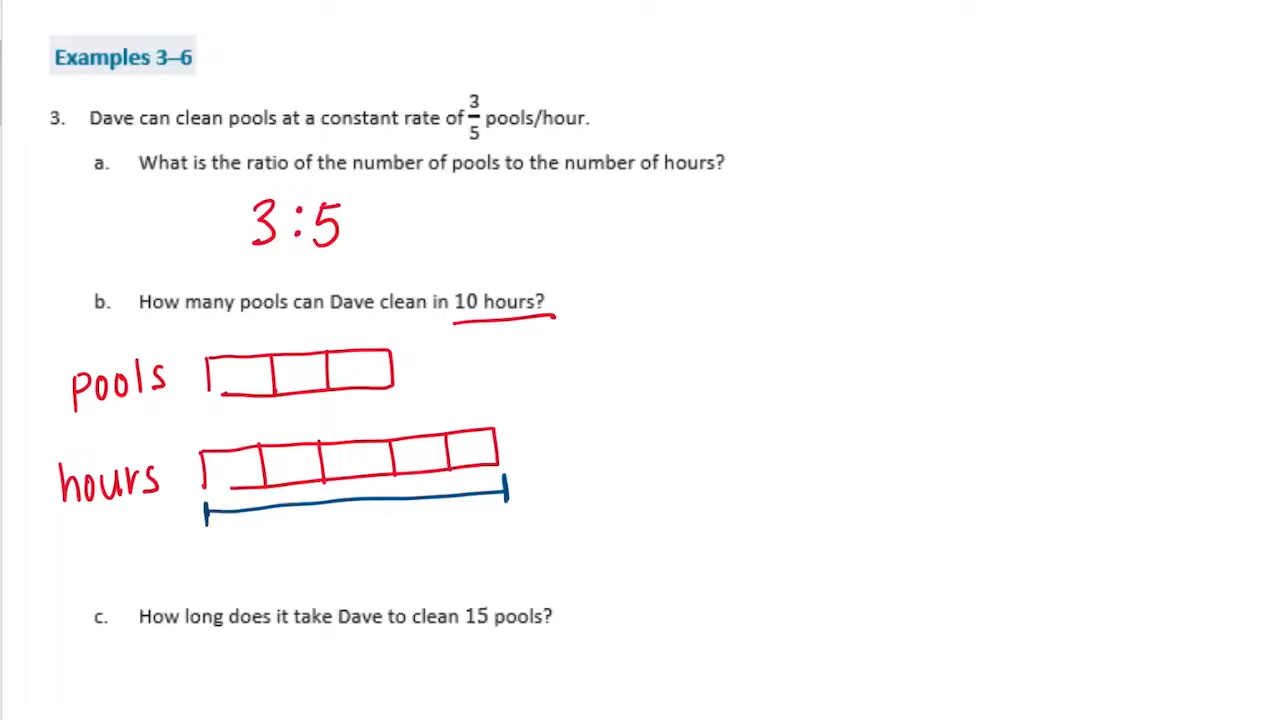 Examples 3–6
3. Dave can clean pools at a constant rate of 3/5 pools/hour.
a. What is the ratio of the number of pools to the number of hours?
3:5
b. How many pools can Dave clean in 10 hours?
pools
hours
c. How long does it take Dave to clean 15 pools?